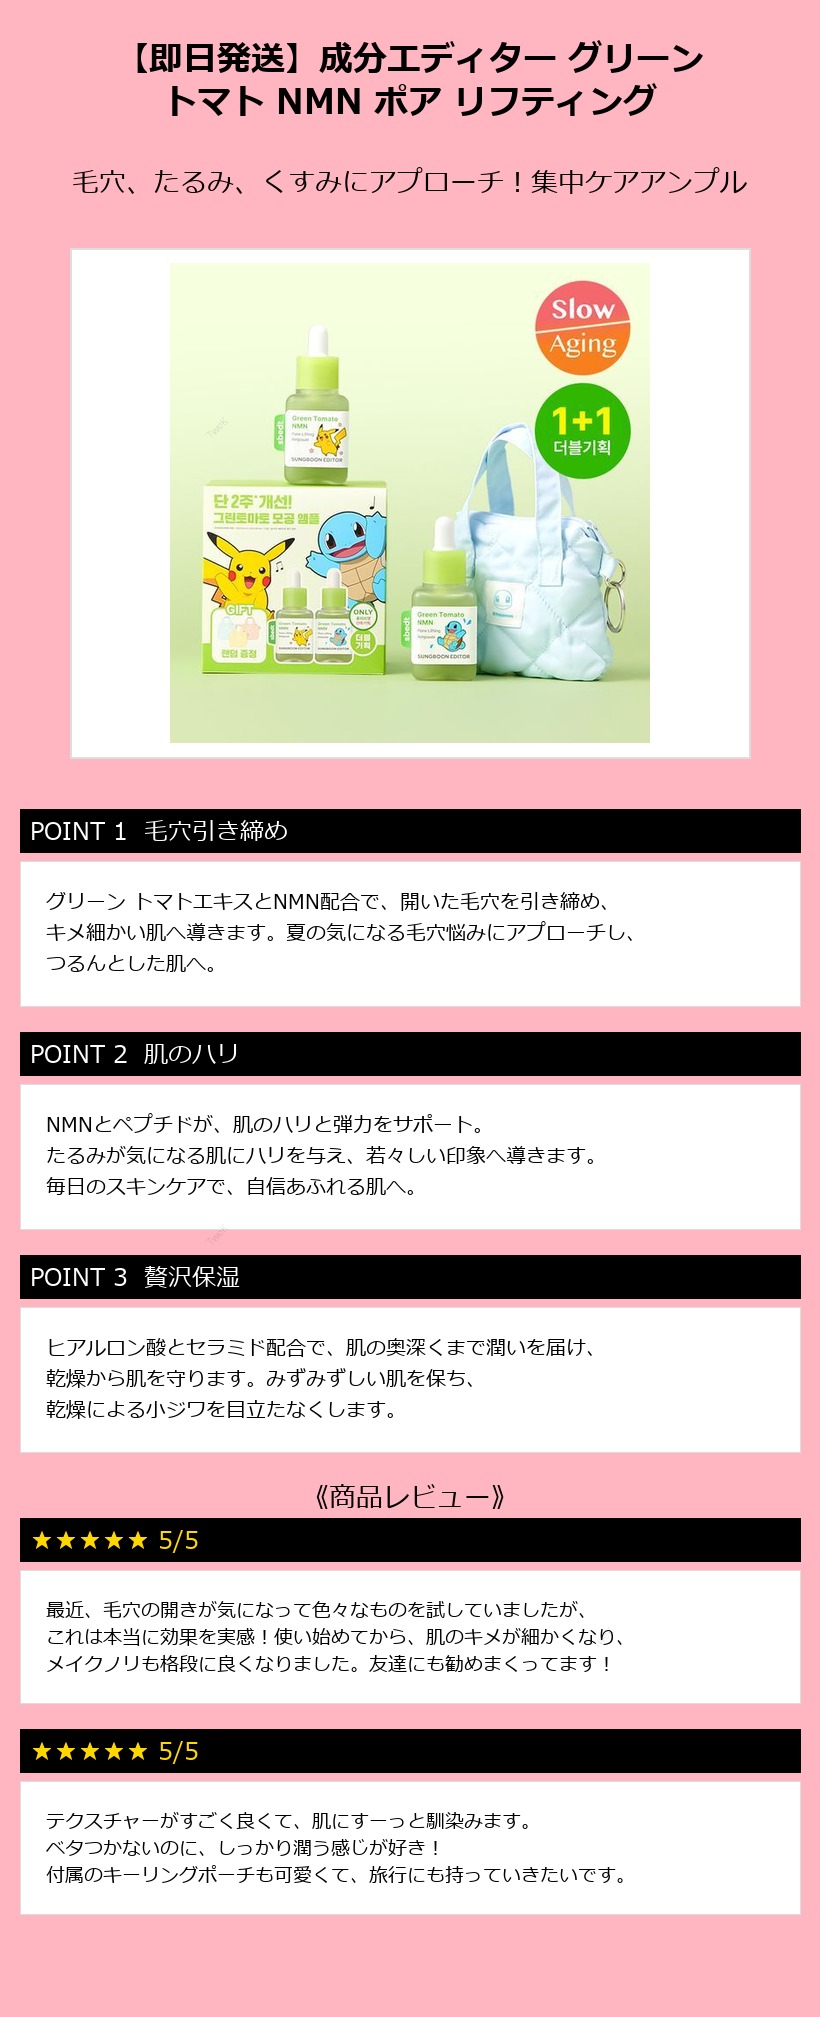 【即日発送】成分エディター グリーン
トマト NMN ポア リフティング
毛穴、たるみ、くすみにアプローチ！集中ケアアンプル
Slow
Aging
1+1
더블기획
Green Tomato
NMN
Pore Lifting
Ampoule
sbedi
SUNGBOON EDITOR
단 2주* 개선!
그린토마토 모공 앰플
GIFT
랜덤 증정
Green Tomato
NMN
SUNGBOON EDITOR
Green Tomato
NMN
SUNGBOON EDITOR
ONLY
더블
기획
Green Tomato
NMN
Pore Lifting
Ampoule
sbedi
SUNGBOON EDITOR
POINT 1 毛穴引き締め
グリーン トマトエキスとNMN配合で、開いた毛穴を引き締め、
キメ細かい肌へ導きます。夏の気になる毛穴悩みにアプローチし、
つるんとした肌へ。
POINT 2 肌のハリ
NMNとペプチドが、肌のハリと弾力をサポート。
たるみが気になる肌にハリを与え、若々しい印象へ導きます。
毎日のスキンケアで、自信あふれる肌へ。
POINT 3 贅沢保湿
ヒアルロン酸とセラミド配合で、肌の奥深くまで潤いを届け、
乾燥から肌を守ります。みずみずしい肌を保ち、
乾燥による小ジワを目立たなくします。
《商品レビュー》
★★★★★ 5/5
最近、毛穴の開きが気になって色々なものを試していましたが、
これは本当に効果を実感！使い始めてから、肌のキメが細かくなり、
メイクノリも格段に良くなりました。友達にも勧めまくってます！
★★★★★ 5/5
テクスチャーがすごく良くて、肌にすーっと馴染みます。
ベタつかないのに、しっかり潤う感じが好き！
付属のキーリングポーチも可愛くて、旅行にも持っていきたいです。